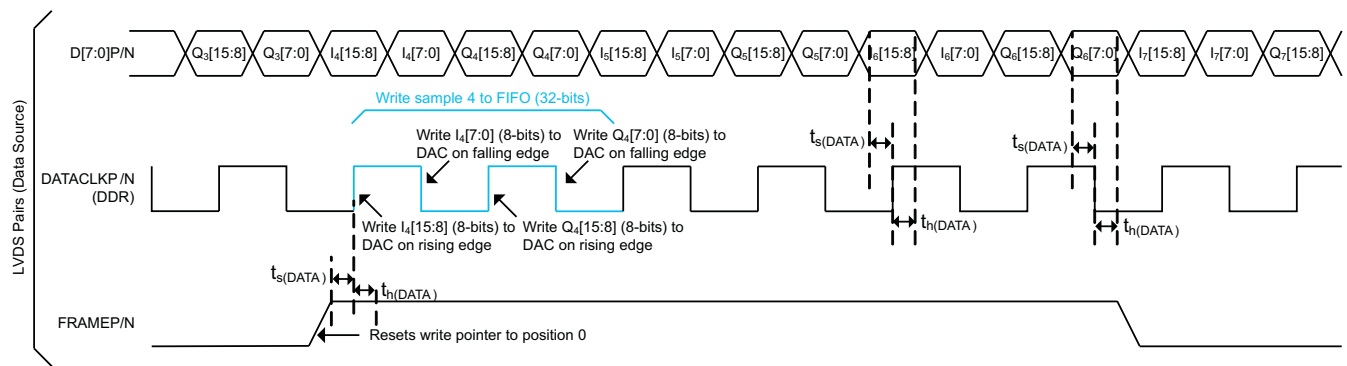 LVDS Pairs (Data Source)
D[7:0]P/N
Q3[15:8] Q3[7:0] I4[15:8] I4[7:0] Q4[15:8] Q4[7:0] I5[15:8] I5[7:0] Q5[15:8] Q5[7:0] I6[15:8] I6[7:0] Q6[15:8] Q6[7:0] I7[15:8] I7[7:0] Q7[15:8]
Write sample 4 to FIFO (32-bits)
Write I4[7:0] (8-bits) to
DAC on falling edge
Write Q4[7:0] (8-bits) to
DAC on falling edge
ts(DATA)
ts(DATA)
DATACLKP/N
(DDR)
Write I4[15:8] (8-bits) to
DAC on rising edge
Write Q4[15:8] (8-bits) to
DAC on rising edge
th(DATA)
th(DATA)
ts(DATA)
th(DATA)
FRAMEP/N
Resets write pointer to position 0